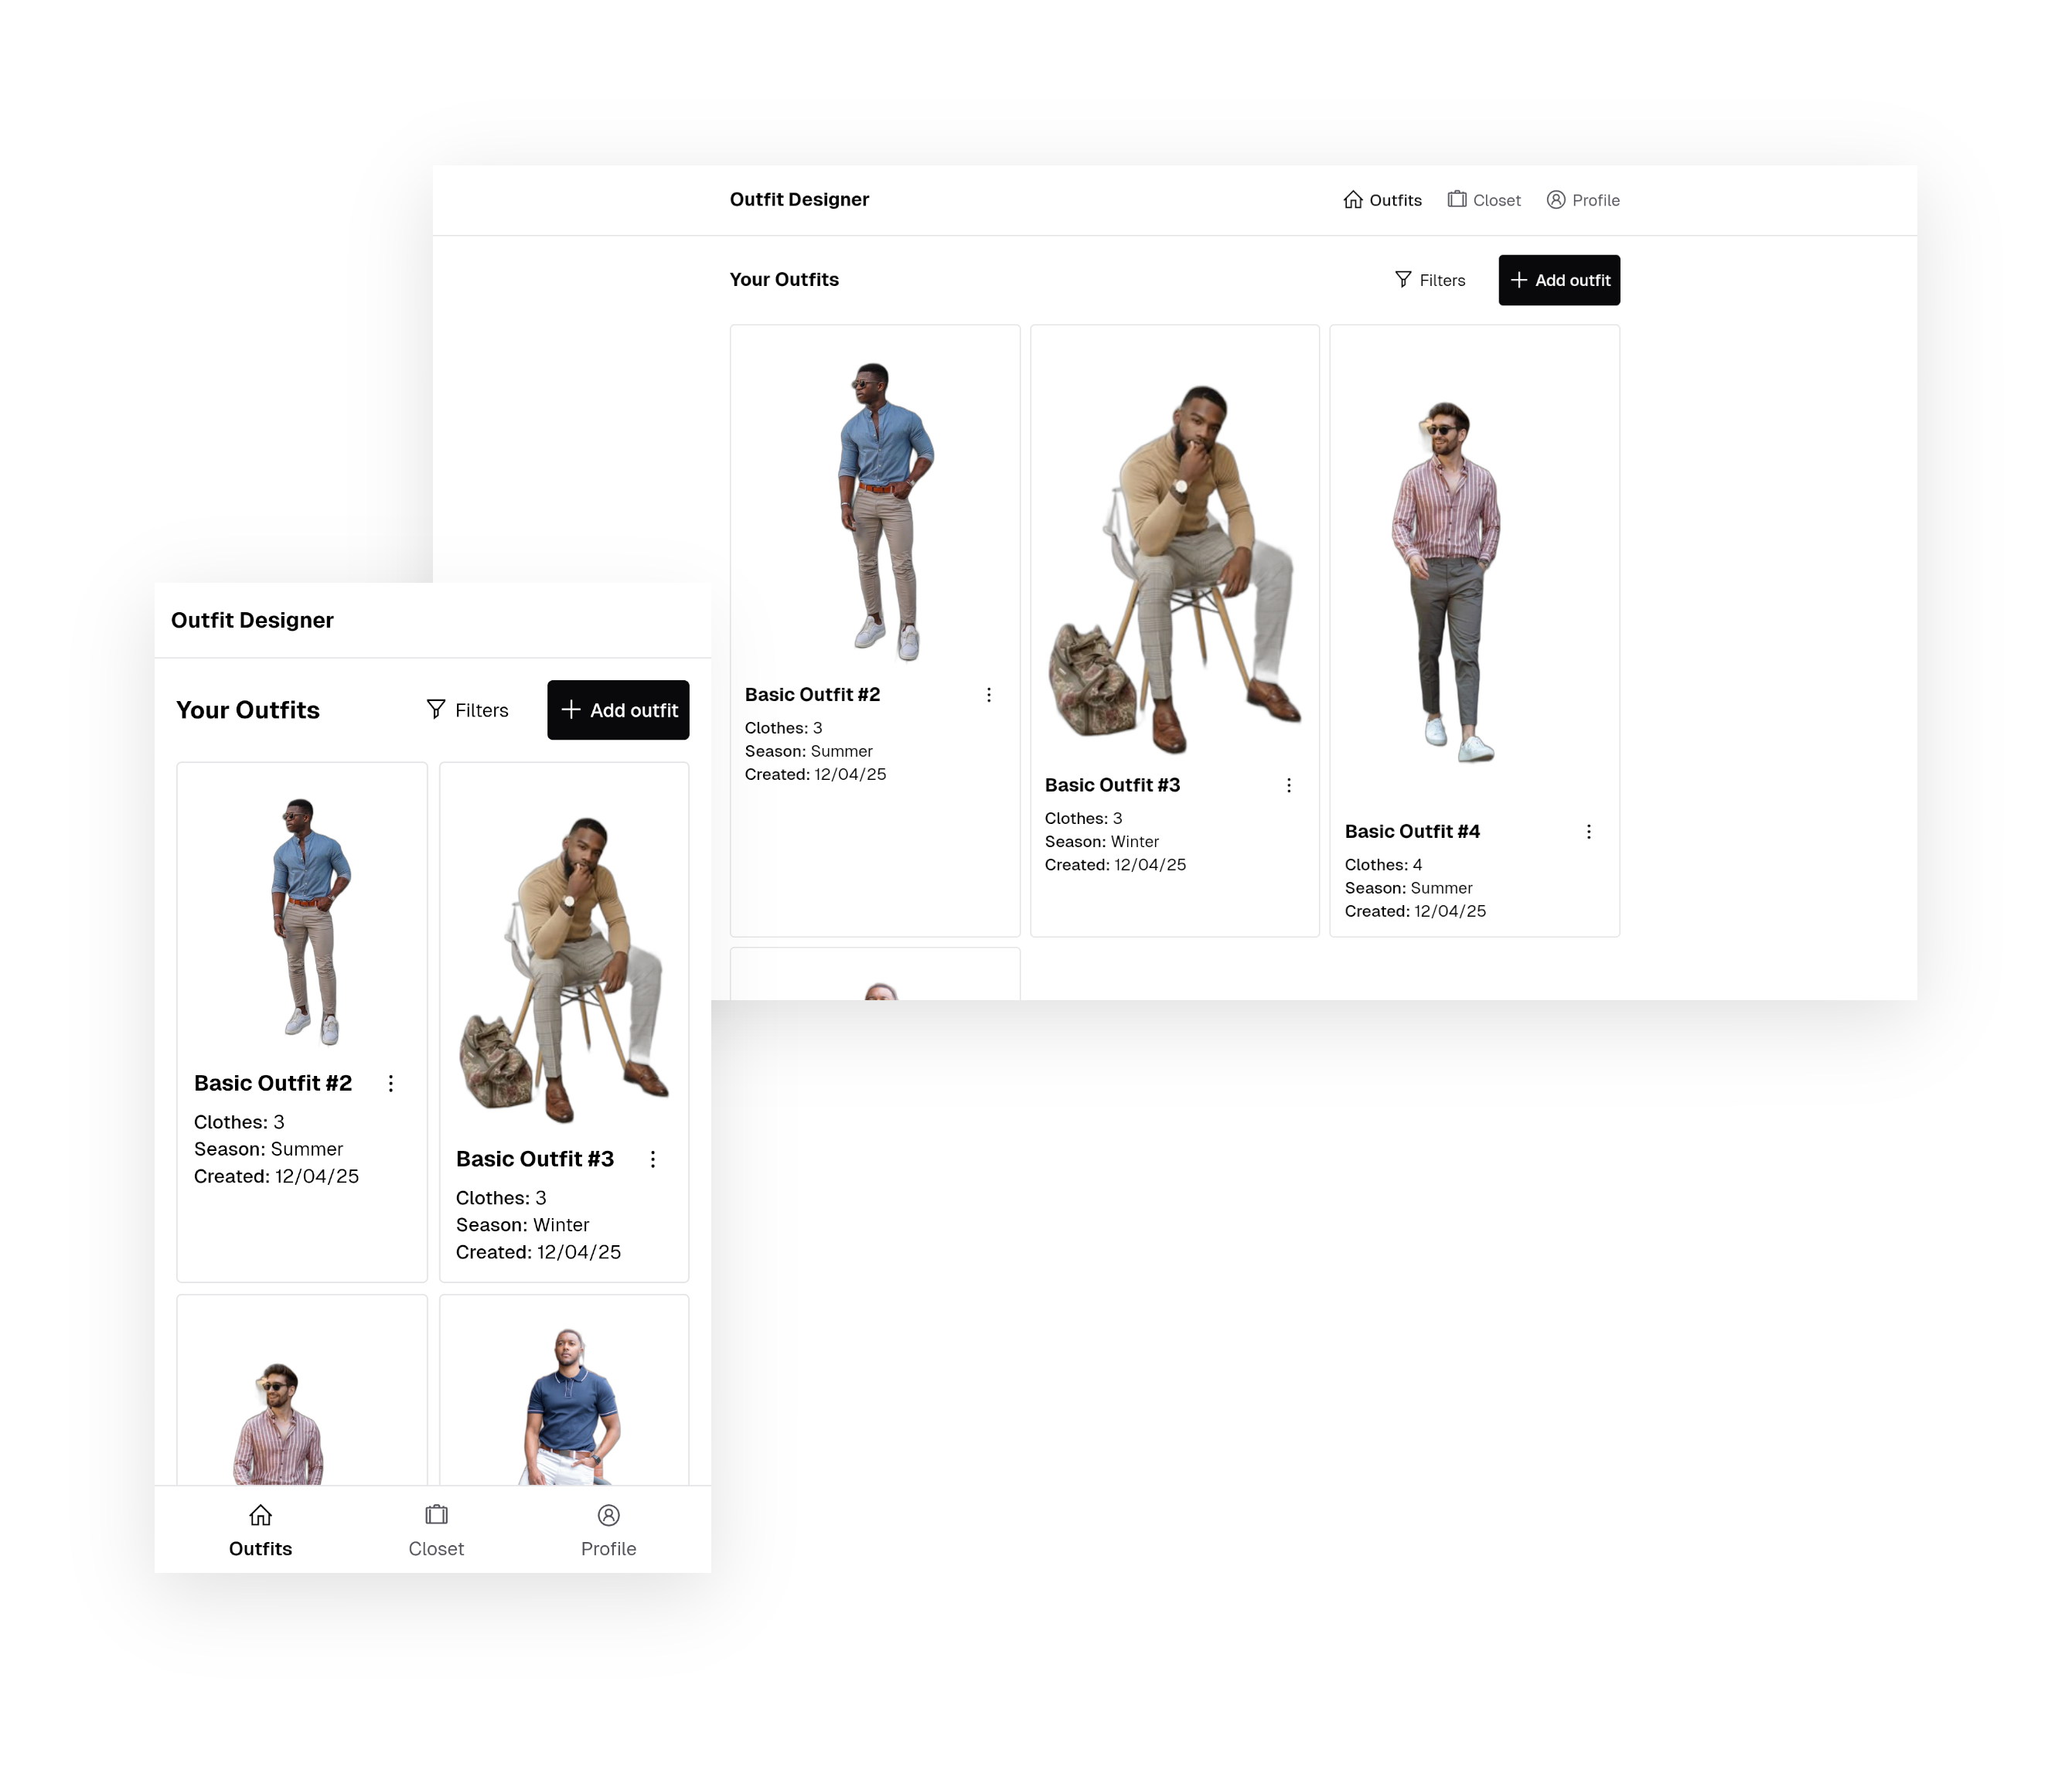 Outfit Designer
Outfits
Closet
Profile
Your Outfits
Filters
Add outfit
Basic Outfit #2
Clothes: 3
Season: Summer
Created: 12/04/25
Basic Outfit #3
Clothes: 3
Season: Winter
Created: 12/04/25
Basic Outfit #4
Clothes: 4
Season: Summer
Created: 12/04/25
Outfit Designer
Your Outfits
Filters
Add outfit
Basic Outfit #2
Clothes: 3
Season: Summer
Created: 12/04/25
Basic Outfit #3
Clothes: 3
Season: Winter
Created: 12/04/25
Outfits
Closet
Profile